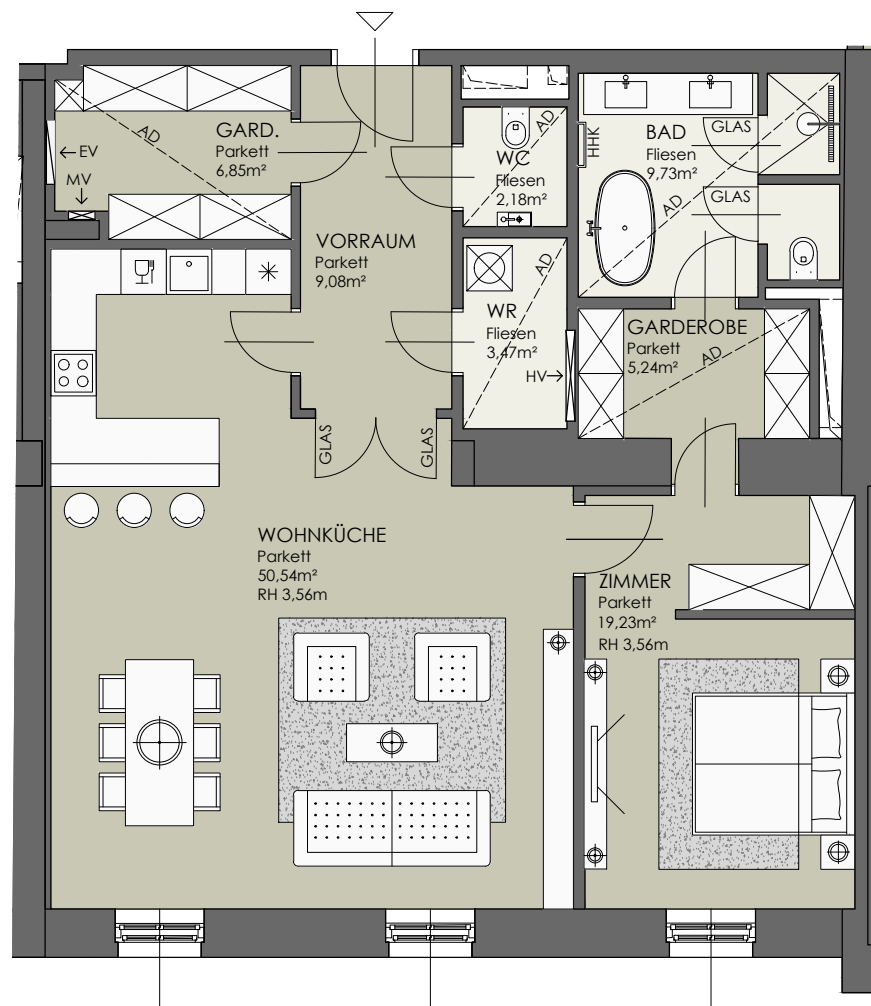 GARD.
Parkett
6,85m²
AD
←EV
MV
WC
Fliesen
2,18m²
AD
HHK
BAD
Fliesen
9,73m²
AD
GLAS
GLAS
VORRAUM
Parkett
9,08m²
WR
Fliesen
3,47m²
AD
HV→
GARDEROBE
Parkett
5,24m²
AD
GLAS
GLAS
WOHNKÜCHE
Parkett
50,54m²
RH 3,56m
ZIMMER
Parkett
19,23m²
RH 3,56m